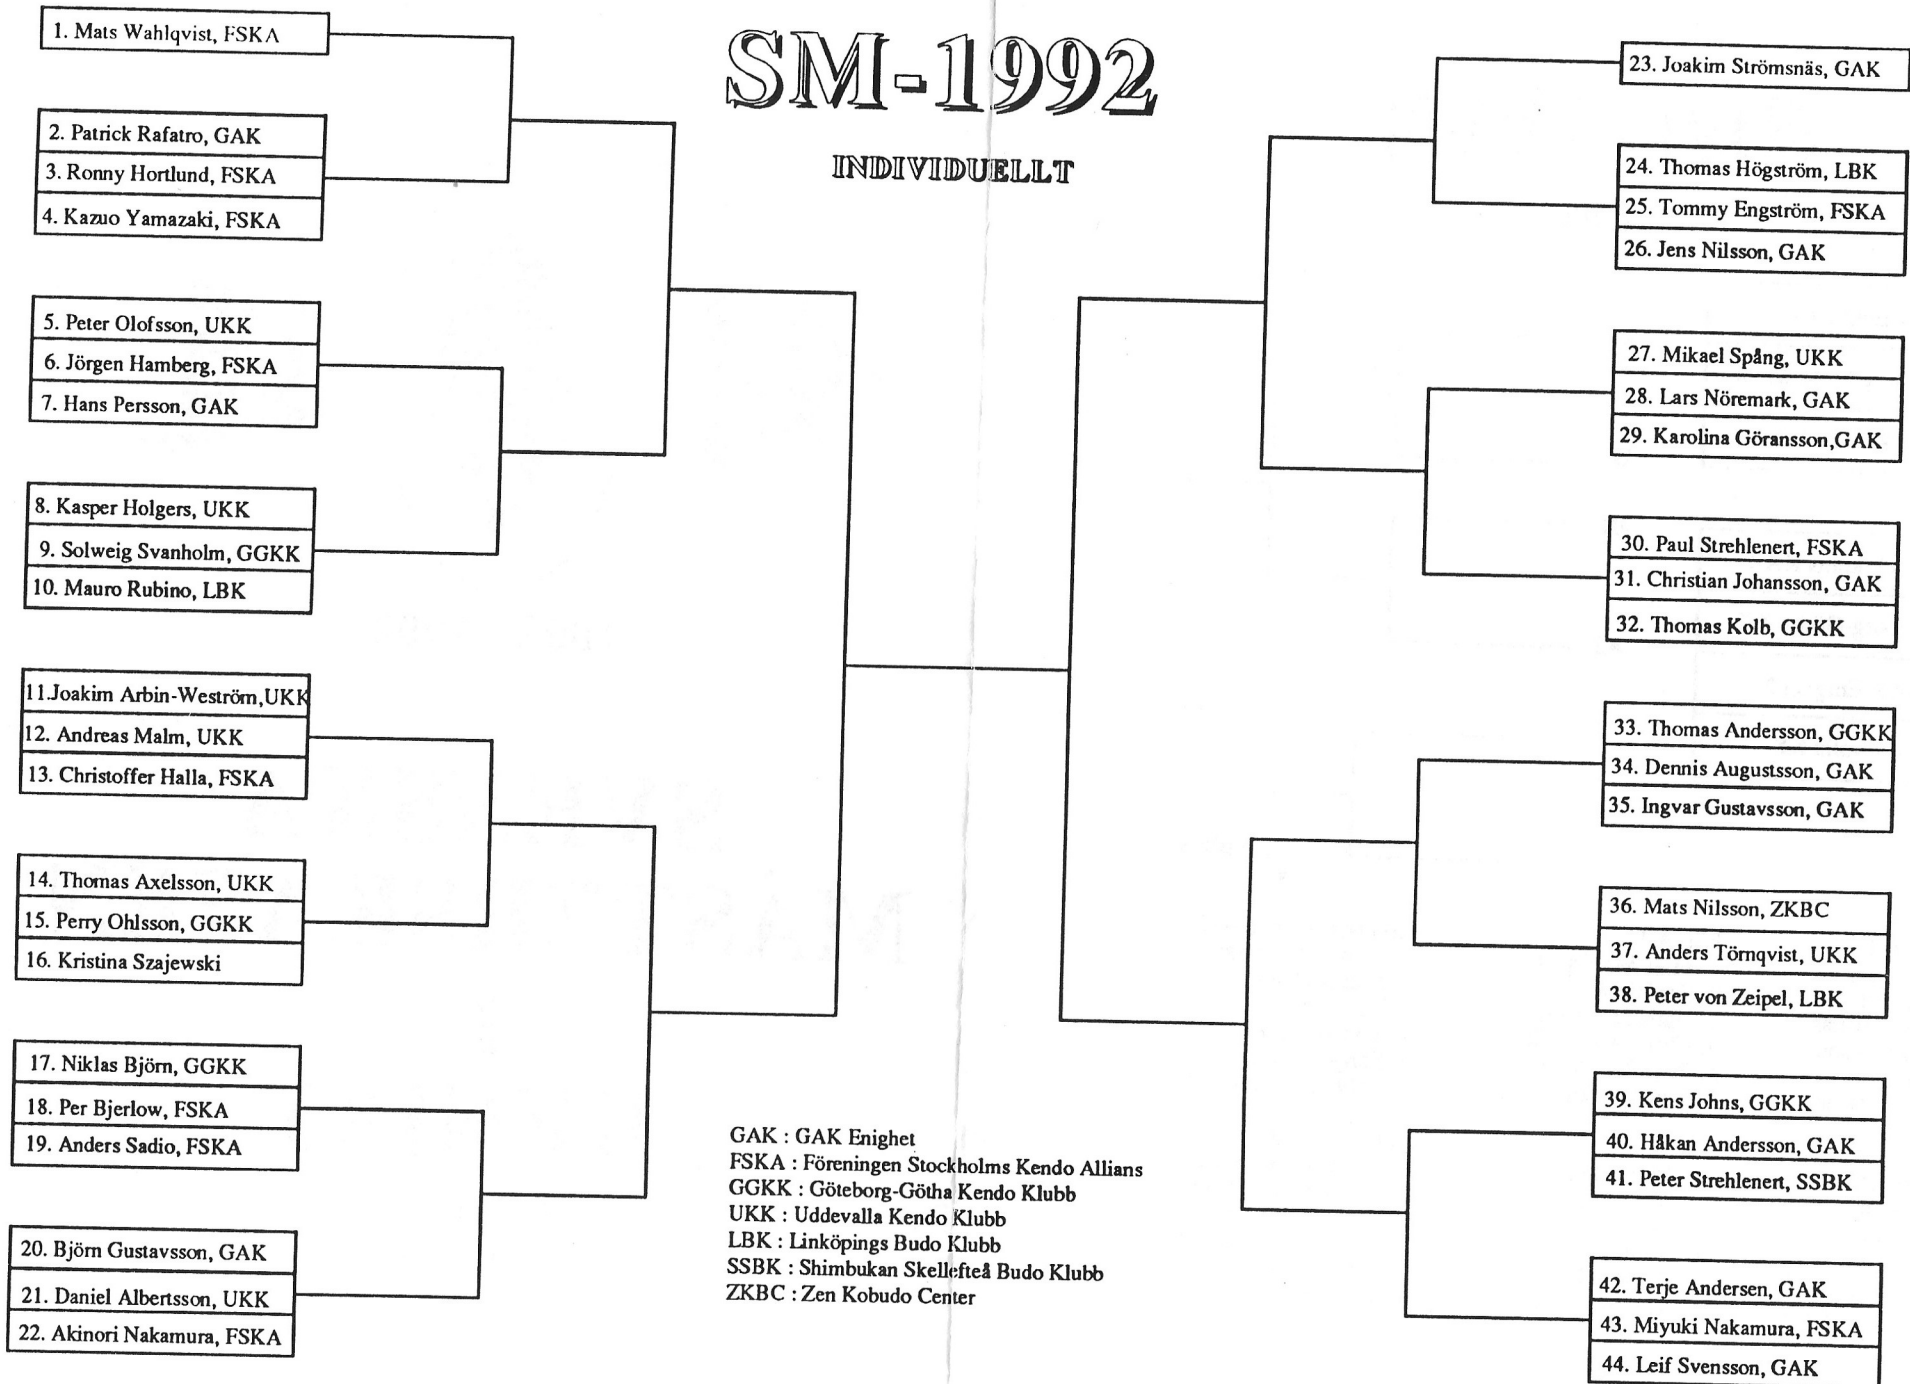 SM-1992
INDIVIDUELLT
1. Mats Wahlqvist, FSKA
2. Patrick Rafatro, GAK
3. Ronny Hortlund, FSKA
4. Kazuo Yamazaki, FSKA
5. Peter Olofsson, UKK
6. Jörgen Hamberg, FSKA
7. Hans Persson, GAK
8. Kasper Holgers, UKK
9. Solweig Svanholm, GGKK
10. Mauro Rubino, LBK
11.Joakim Arbin-Weström,UKK
12. Andreas Malm, UKK
13. Christoffer Halla, FSKA
14. Thomas Axelsson, UKK
15. Perry Ohlsson, GGKK
16. Kristina Szajewski
17. Niklas Björn, GGKK
18. Per Bjerlow, FSKA
19. Anders Sadio, FSKA
20. Björn Gustavsson, GAK
21. Daniel Albertsson, UKK
22. Akinori Nakamura, FSKA
23. Joakim Strömsnäs, GAK
24. Thomas Högström, LBK
25. Tommy Engström, FSKA
26. Jens Nilsson, GAK
27. Mikael Spång, UKK
28. Lars Nöremark, GAK
29. Karolina Göransson,GAK
30. Paul Strehlenert, FSKA
31. Christian Johansson, GAK
32. Thomas Kolb, GGKK
33. Thomas Andersson, GGKK
34. Dennis Augustsson, GAK
35. Ingvar Gustavsson, GAK
36. Mats Nilsson, ZKBC
37. Anders Törnqvist, UKK
38. Peter von Zeipel, LBK
39. Kens Johns, GGKK
40. Håkan Andersson, GAK
41. Peter Strehlenert, SSBK
42. Terje Andersen, GAK
43. Miyuki Nakamura, FSKA
44. Leif Svensson, GAK
GAK : GAK Enighet
FSKA : Föreningen Stockholms Kendo Allians
GGKK : Göteborg-Götha Kendo Klubb
UKK : Uddevalla Kendo Klubb
LBK : Linköpings Budo Klubb
SSBK : Shimbukan Skellefteå Budo Klubb
ZKBC : Zen Kobudo Center